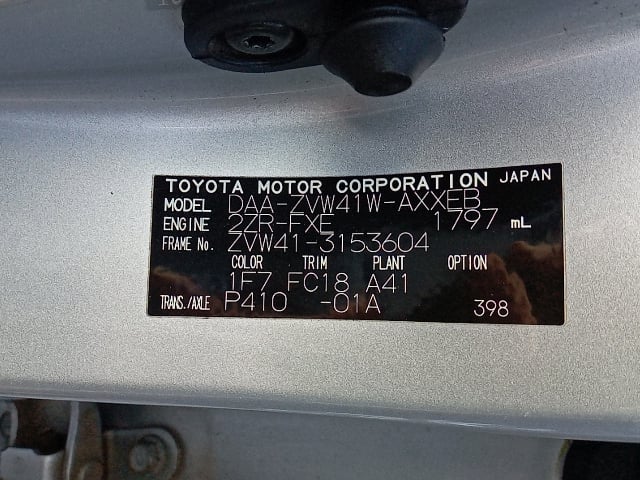 TOYOTA MOTOR CORPORATION JAPAN
MODEL DAA-ZVW41W-AXXEB
ENGINE 2ZR-FXE 1797 mL
FRAME No. ZVW41-3153604
COLOR TRIM PLANT OPTION
1F7 FC18 A41
TRANS./AXLE P410 -01A 398